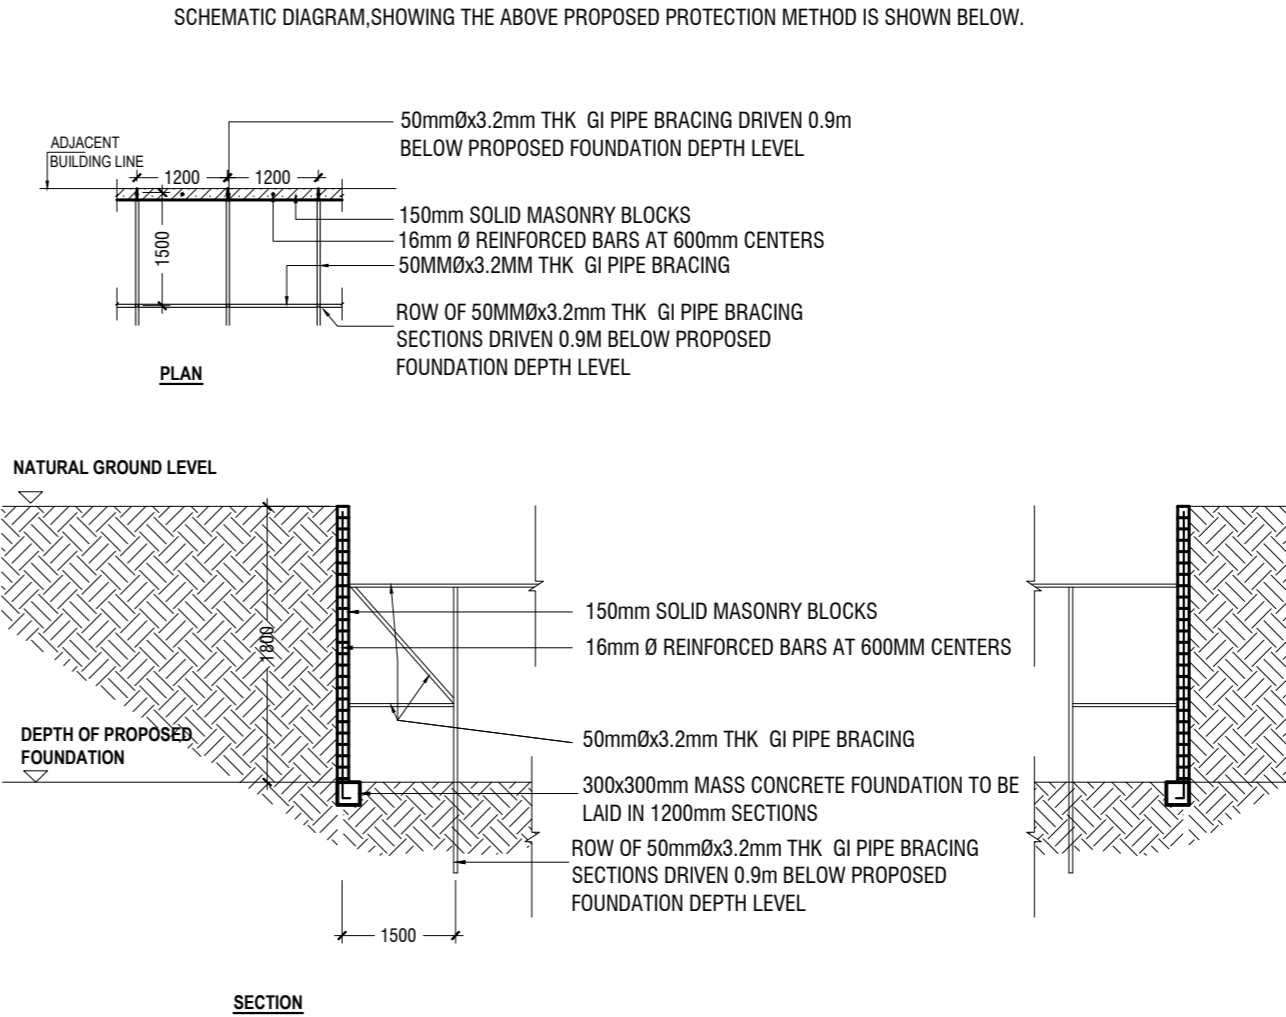 SCHEMATIC DIAGRAM,SHOWING THE ABOVE PROPOSED PROTECTION METHOD IS SHOWN BELOW.
50mmØx3.2mm THK GI PIPE BRACING DRIVEN 0.9m
BELOW PROPOSED FOUNDATION DEPTH LEVEL
ADJACENT
BUILDING LINE
1200
1200
150mm SOLID MASONRY BLOCKS
16mm Ø REINFORCED BARS AT 600mm CENTERS
1500
50MMØx3.2MM THK GI PIPE BRACING
ROW OF 50MMØx3.2mm THK GI PIPE BRACING
SECTIONS DRIVEN 0.9M BELOW PROPOSED
FOUNDATION DEPTH LEVEL
PLAN
NATURAL GROUND LEVEL
150mm SOLID MASONRY BLOCKS
16mm Ø REINFORCED BARS AT 600MM CENTERS
1800
DEPTH OF PROPOSED
FOUNDATION
50mmØx3.2mm THK GI PIPE BRACING
300x300mm MASS CONCRETE FOUNDATION TO BE
LAID IN 1200mm SECTIONS
ROW OF 50mmØx3.2mm THK GI PIPE BRACING
SECTIONS DRIVEN 0.9m BELOW PROPOSED
FOUNDATION DEPTH LEVEL
1500
SECTION